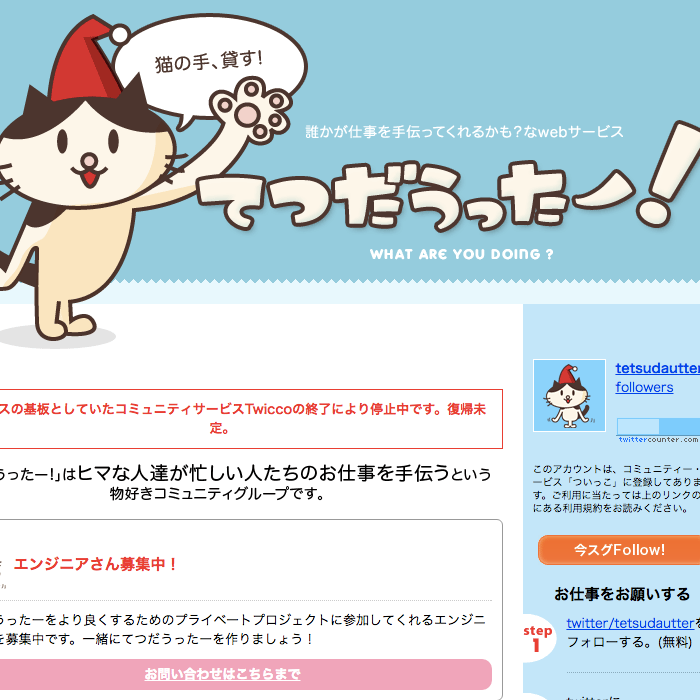 猫の手、貸す!
誰かが仕事を手伝ってくれるかも?なwebサービス
てつだうったー!
WHAT ARE YOU DOING ?
スの基板としていたコミュニティサービスTwiccoの終了により停止中です。復帰未
定。
うったー!」はヒマな人達が忙しい人たちのお仕事を手伝うという
物好きコミュニティグループです。
エンジニアさん募集中!
うったーをより良くするためのプライベートプロジェクトに参加してくれるエンジニ
を募集中です。一緒にてつだうったーを作りましょう!
お問い合わせはこちらまで
tetsudautter
followers
twittercounter.com
このアカウントは、コミュニティー・
ービス「ついっこ」に登録してありま
す。ご利用に当たっては上のリンクの
にある利用規約をお読みください。
今スグFollow!
お仕事をお願いする
step
1
twitter/tetsudautterを
フォローする。(無料)
twitterに